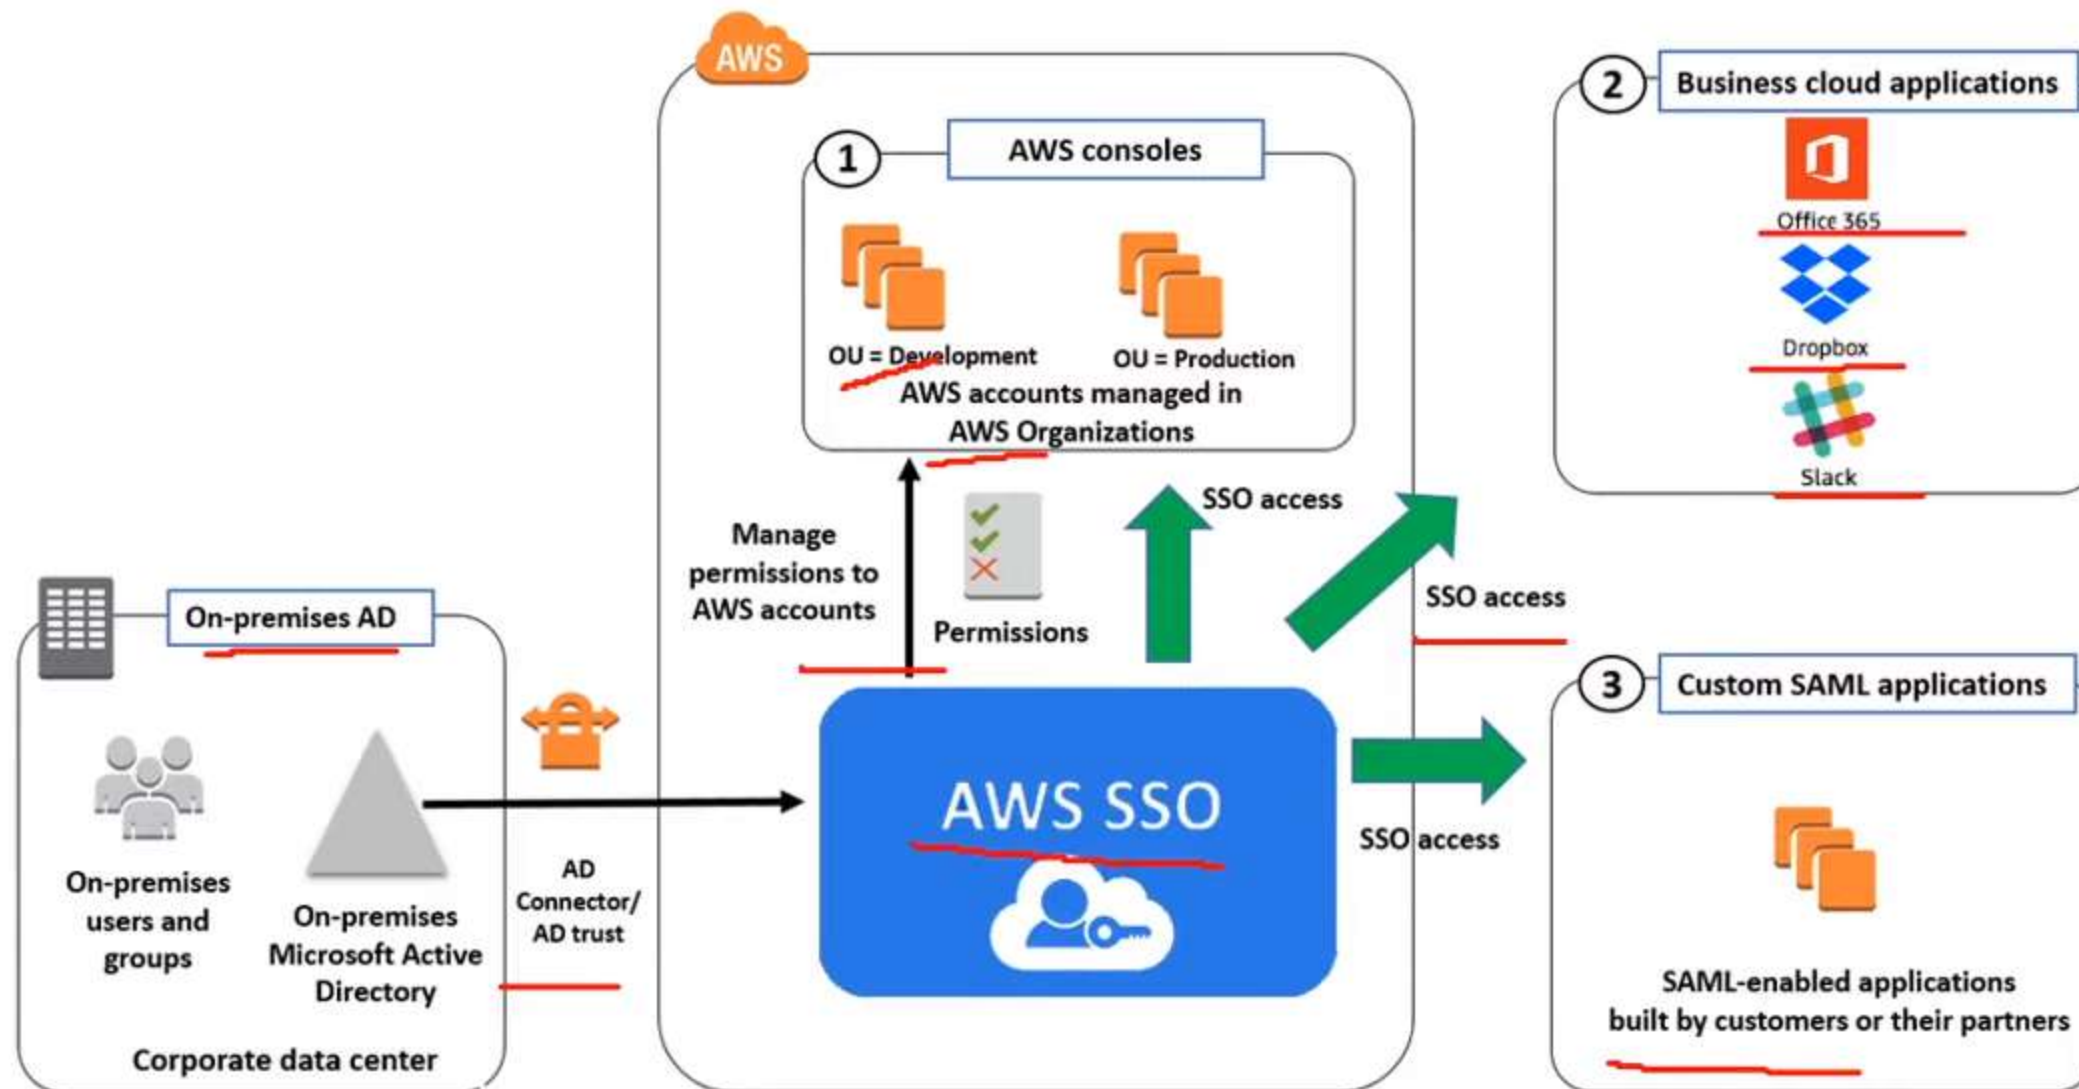 AWS
1
AWS consoles
OU = Development
OU = Production
AWS accounts managed in
AWS Organizations
2
Business cloud applications
Office 365
Dropbox
Slack
Manage
permissions to
AWS accounts
Permissions
SSO access
SSO access
On-premises AD
On-premises
users and
groups
On-premises
Microsoft Active
Directory
Corporate data center
AD
Connector/
AD trust
AWS SSO
SSO access
3
Custom SAML applications
SAML-enabled applications
built by customers or their partners